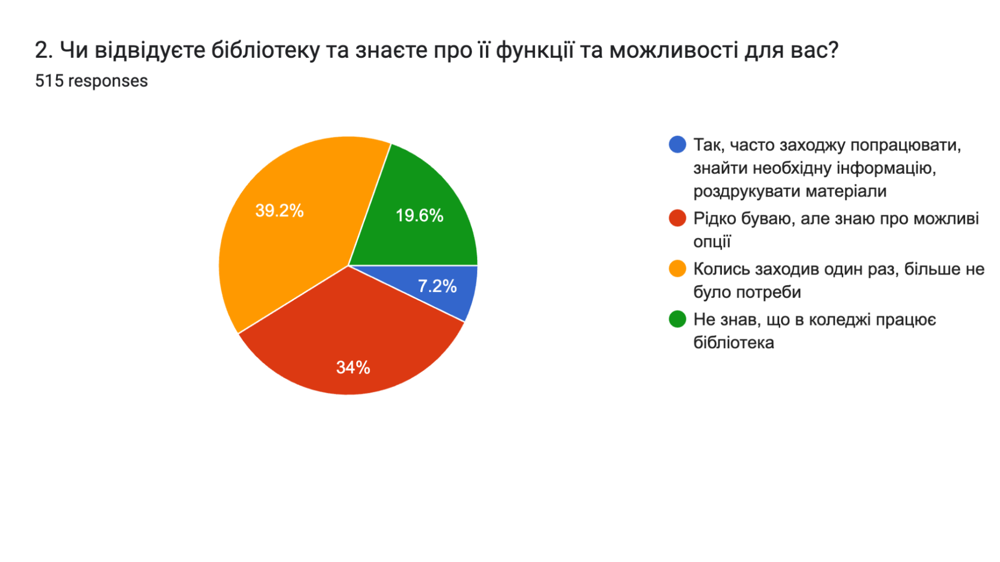 2. Чи відвідуєте бібліотеку та знаєте про її функції та можливості для вас?
515 responses
39.2%
19.6%
7.2%
34%
Так, часто заходжу попрацювати,
знайти необхідну інформацію,
роздрукувати матеріали
Рідко буваю, але знаю про можливі
опції
Колись заходив один раз, більше не
було потреби
Не знав, що в коледжі працює
бібліотека